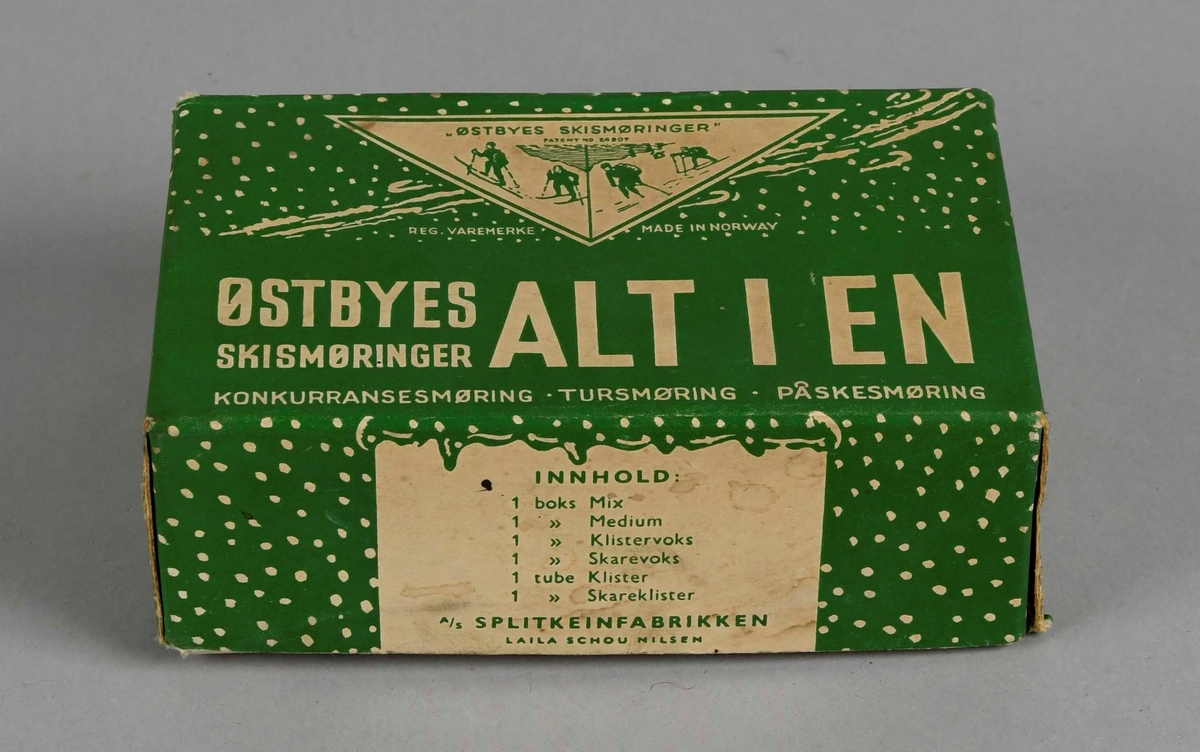 „ØSTBYES SKISMØRINGER"
PATENT NO 56907
REG. VAREMERKE · MADE IN NORWAY
ØSTBYES
SKISMØRINGER
ALT I EN
KONKURRANSESMØRING · TURSMØRING · PÅSKESMØRING
INNHOLD:
1 boks Mix
1 » Medium
1 » Klistervoks
1 » Skarevoks
1 tube Klister
1 » Skareklister
A/s SPLITKEINFABRIKKEN
LAILA SCHOU NILSEN